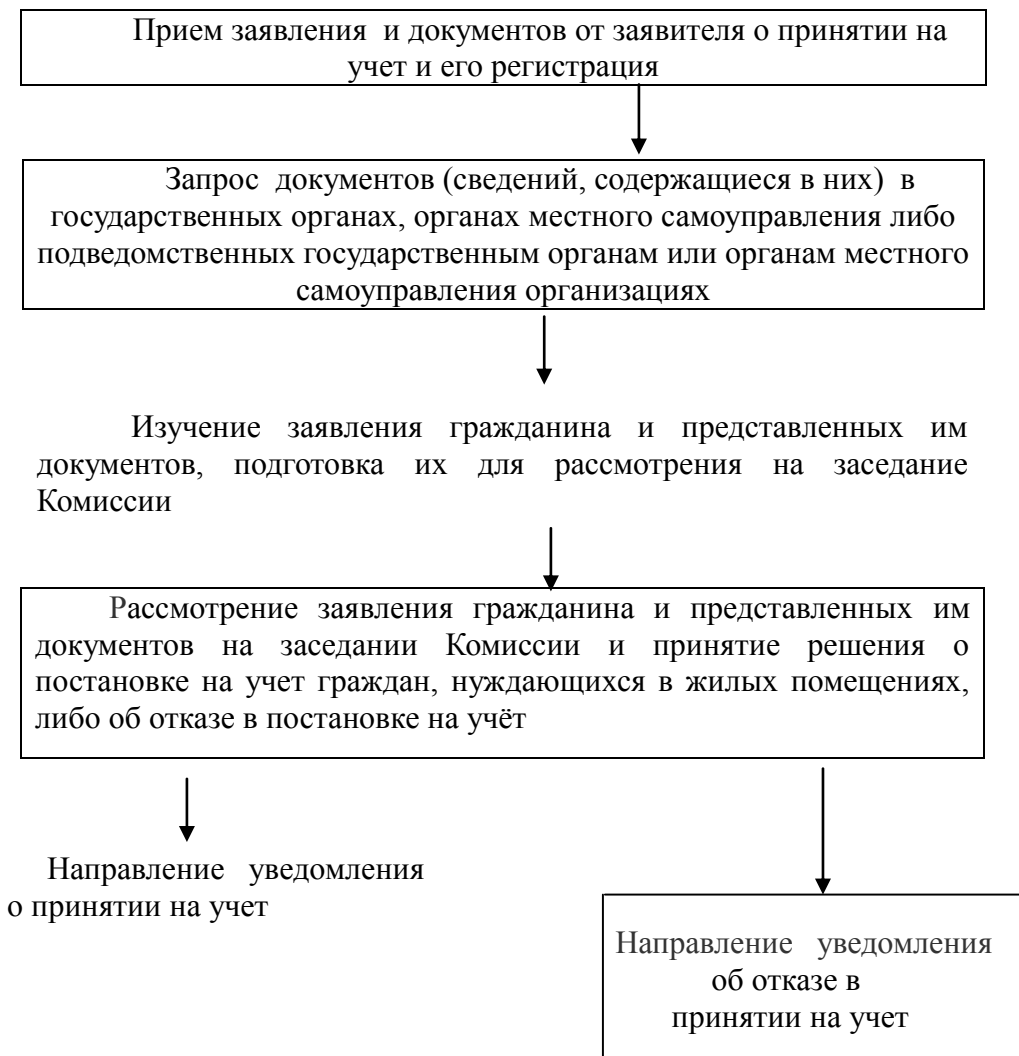 Прием заявления и документов от заявителя о принятии на
учет и его регистрация
Запрос документов (сведений, содержащиеся в них) в
государственных органах, органах местного самоуправления либо
подведомственных государственным органам или органам местного
самоуправления организациях
Изучение заявления гражданина и представленных им
документов, подготовка их для рассмотрения на заседание
Комиссии
Рассмотрение заявления гражданина и представленных им
документов на заседании Комиссии и принятие решения о
постановке на учет граждан, нуждающихся в жилых помещениях,
либо об отказе в постановке на учёт
Направление уведомления
о принятии на учет
Направление уведомления
об отказе в
принятии на учет